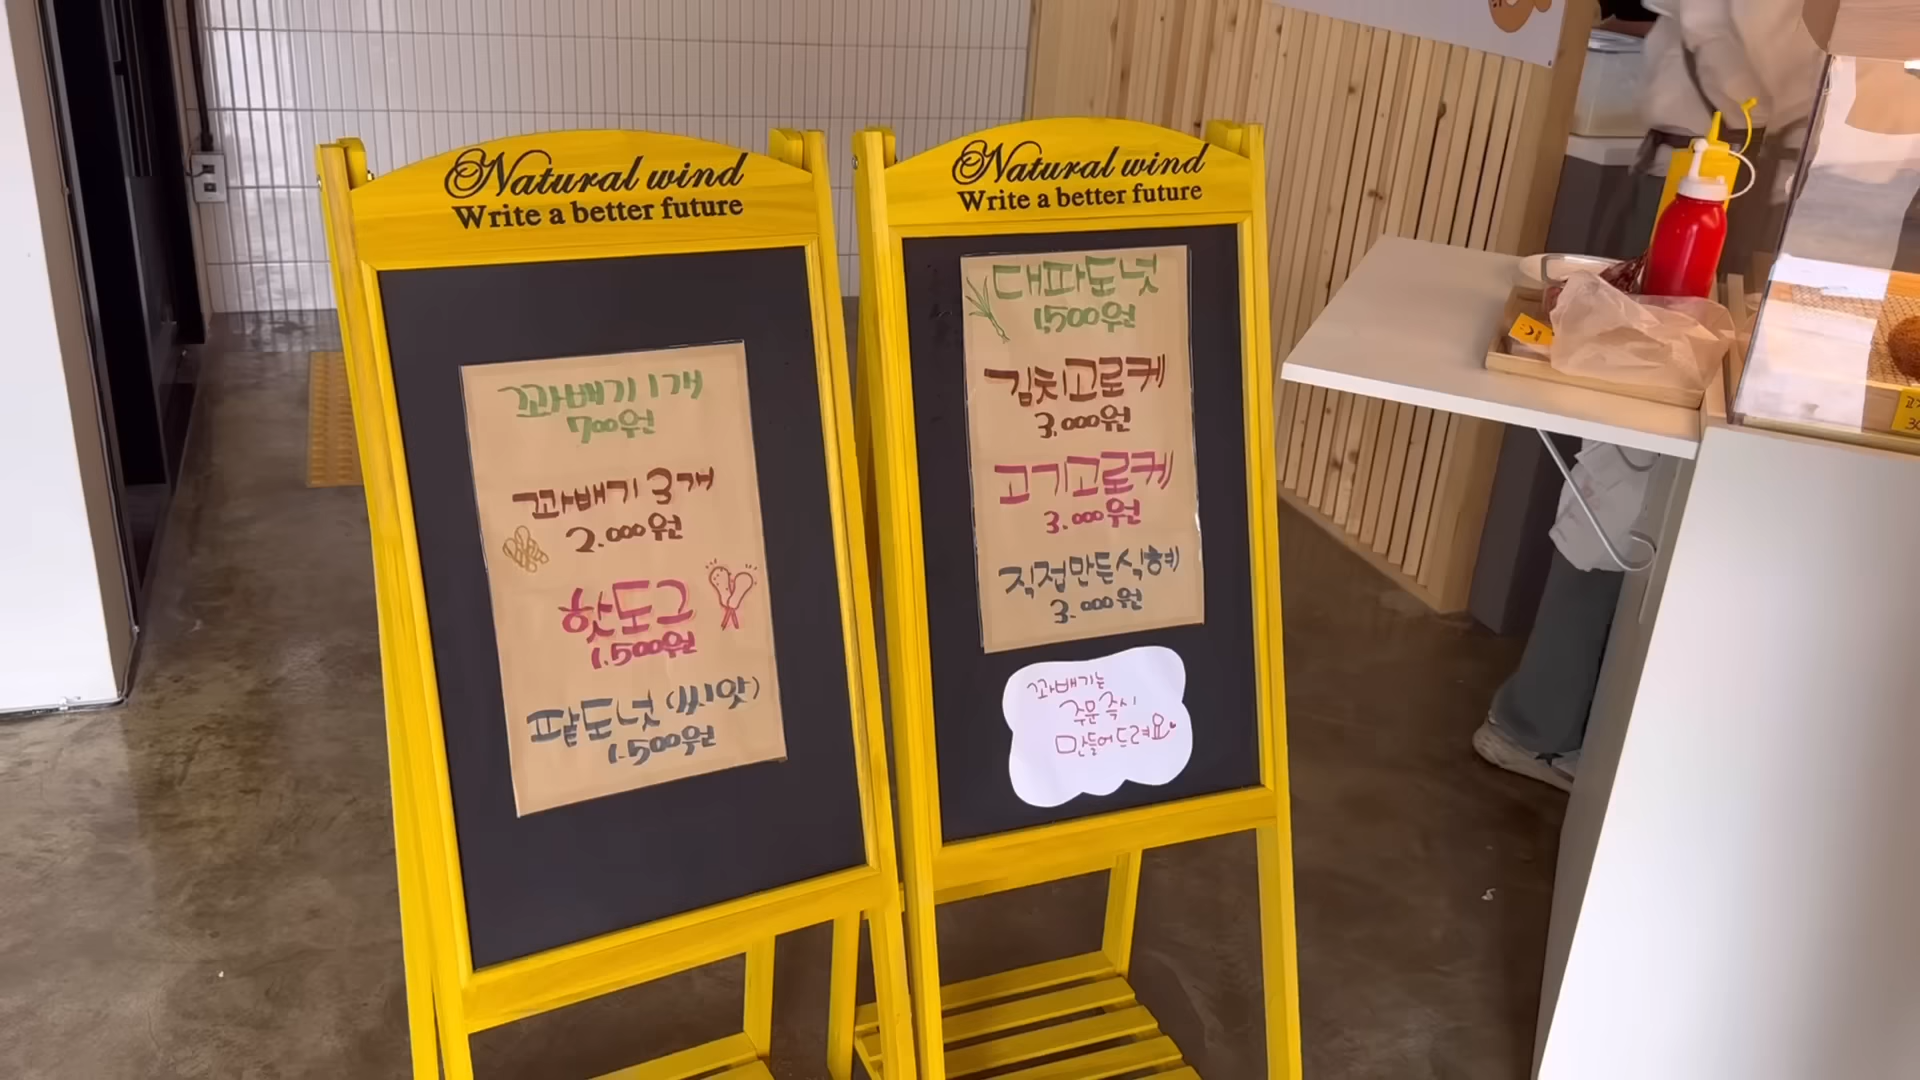 Natural wind
Write a better future
꽈배기 1개
700원
꽈배기 3개
2.000원
핫도그
1.500원
팥도넛 (씨앗)
1.500원
Natural wind
Write a better future
대파도넛
1,500원
김치고로케
3.000원
고기고로케
3.000원
직접만든식혜
3.000원
꽈배기는
주문 즉시
만들어드려요